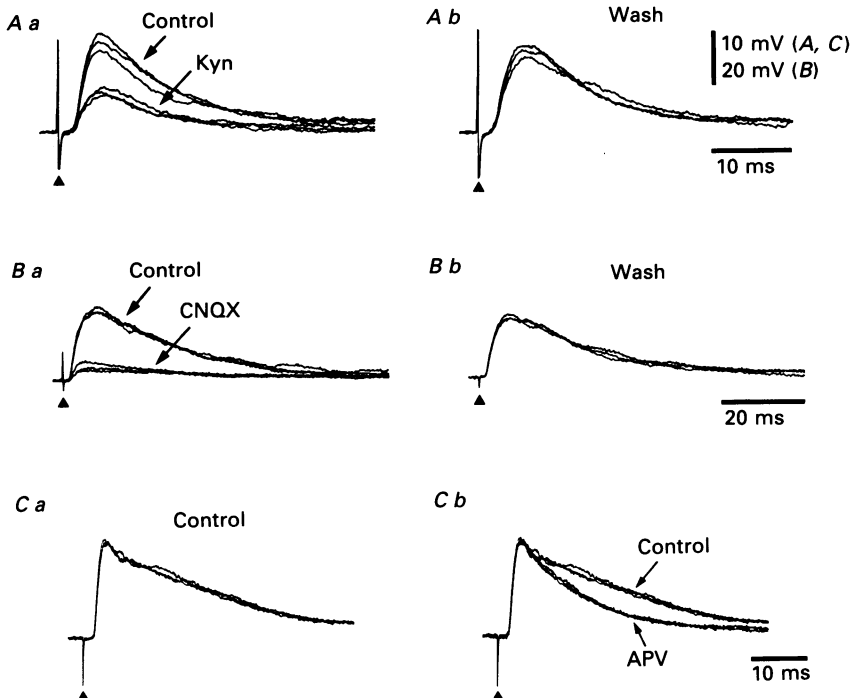 A a
Control
Kyn
A b
Wash
10 mV (A, C)
20 mV (B)
10 ms
B a
Control
CNQX
B b
Wash
20 ms
C a
Control
C b
Control
APV
10 ms